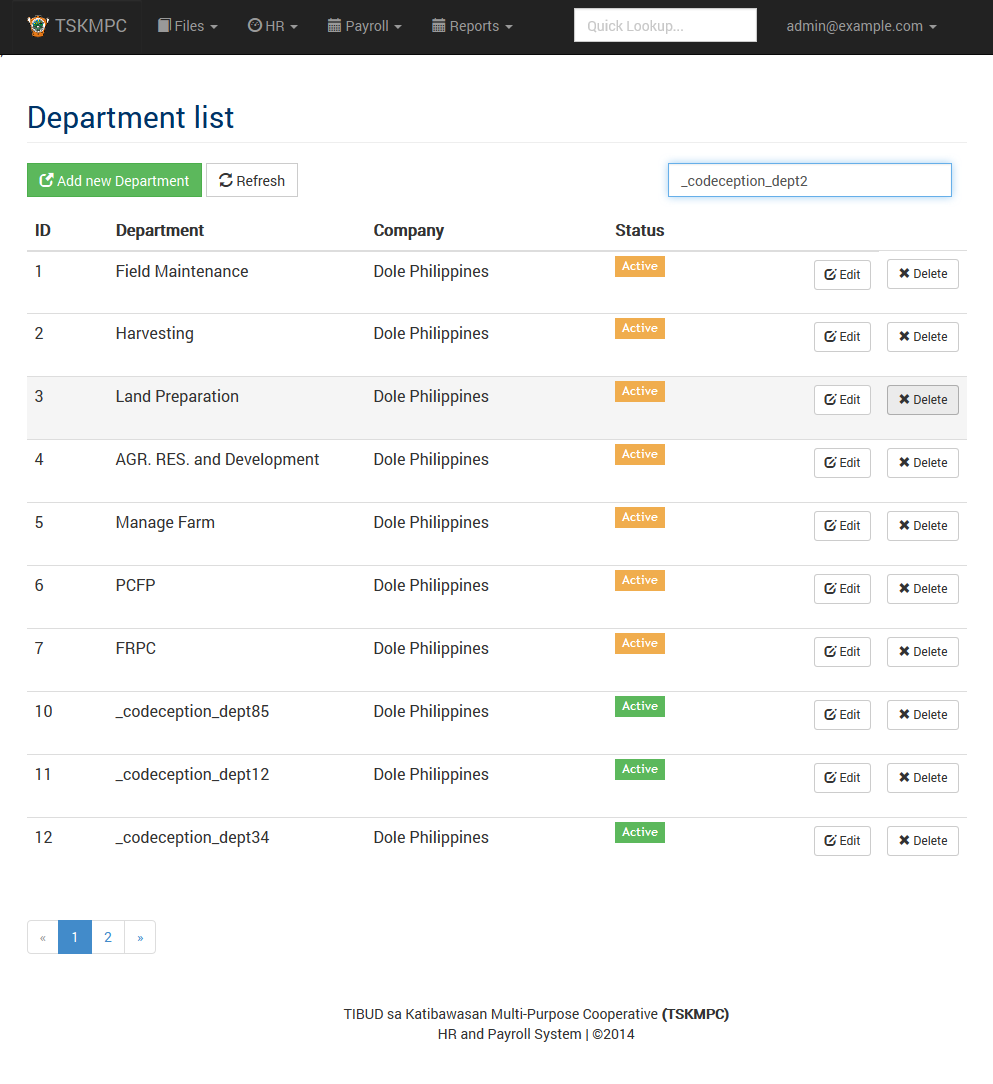 TSKMPC Files HR Payroll Reports Quick Lookup... admin@example.com
Department list
Add new Department Refresh _codeception_dept2
ID Department Company Status
1 Field Maintenance Dole Philippines Active Edit Delete
2 Harvesting Dole Philippines Active Edit Delete
3 Land Preparation Dole Philippines Active Edit Delete
4 AGR. RES. and Development Dole Philippines Active Edit Delete
5 Manage Farm Dole Philippines Active Edit Delete
6 PCFP Dole Philippines Active Edit Delete
7 FRPC Dole Philippines Active Edit Delete
10 _codeception_dept85 Dole Philippines Active Edit Delete
11 _codeception_dept12 Dole Philippines Active Edit Delete
12 _codeception_dept34 Dole Philippines Active Edit Delete
« 1 2 »
TIBUD sa Katibawasan Multi-Purpose Cooperative (TSKMPC)
HR and Payroll System | ©2014